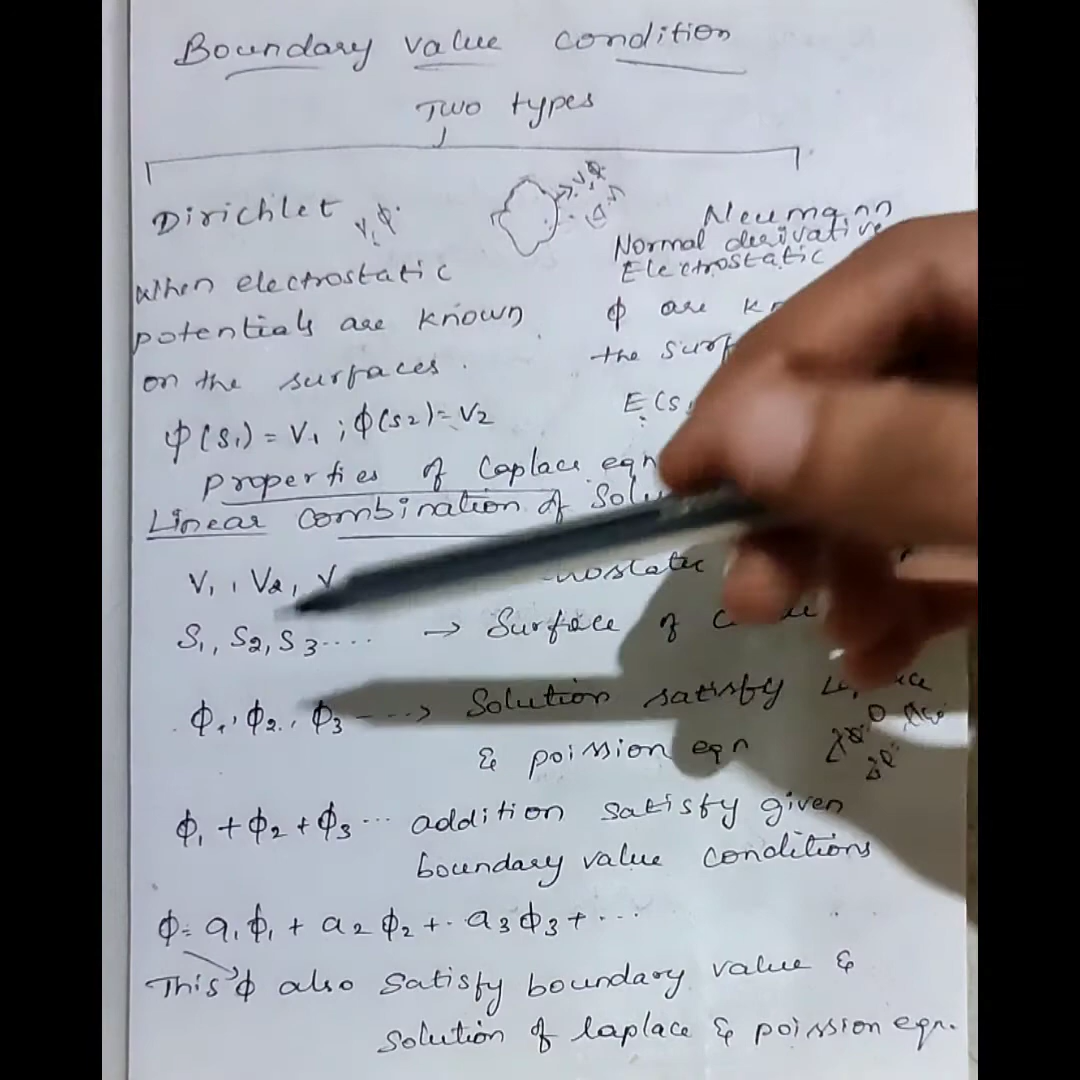 Boundary value condition
Two types
Dirichlet
V, ϕ
Neumann
Normal derivative
Electrostatic
ϕ are
the
When electrostatic
potentials are known
on the surfaces.
ϕ(s1) = V1 ; ϕ(s2) = V2
E(s
Properties of Laplace eqn
Linear combination of
V1, V2, V
S1, S2, S3 .... → Surface of
ϕ1, ϕ2, ϕ3 ----> Solution satisfy
& poission eqn
ϕ1 + ϕ2 + ϕ3 ... addition satisfy given
boundary value conditions
ϕ = a1ϕ1 + a2ϕ2 + a3ϕ3 + ...
This ϕ also satisfy boundary value &
solution of laplace & poission eqn.